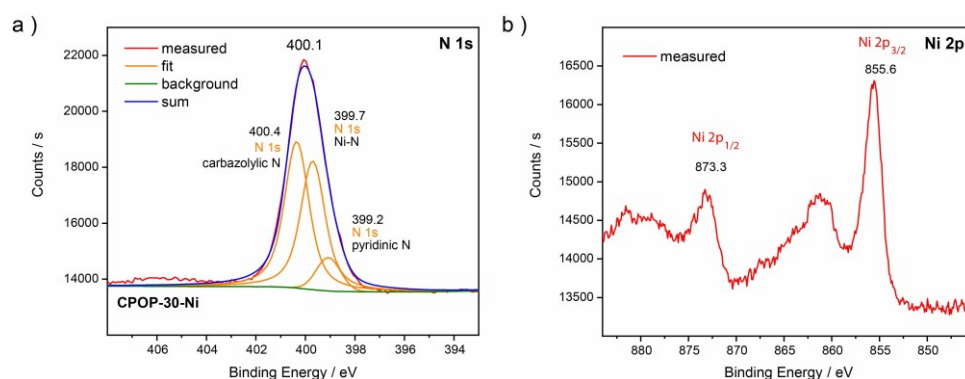 a )
N 1s
measured
fit
background
sum
400.1
400.4
N 1s
carbazolylic N
399.7
N 1s
Ni-N
399.2
N 1s
pyridinic N
CPOP-30-Ni
22000
20000
18000
16000
14000
Counts / s
406 404 402 400 398 396 394
Binding Energy / eV
b )
Ni 2p
measured
Ni 2p3/2
855.6
Ni 2p1/2
873.3
16500
16000
15000
14500
14000
13500
Counts / s
880 875 870 865 860 855 850
Binding Energy / eV